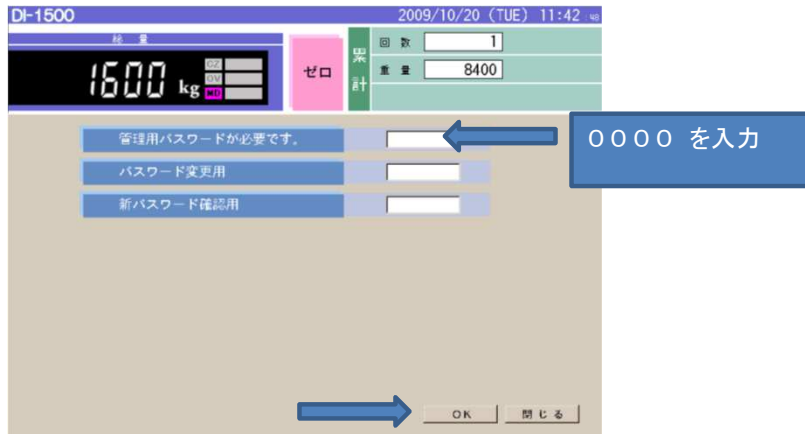 DI-1500
2009/10/20 (TUE) 11:42
総量
1600 kg
CZ
OV
MD
ゼロ
累計
回数 1
重量 8400
管理用パスワードが必要です。
パスワード変更用
新パスワード確認用
００００ を入力
OK 閉じる